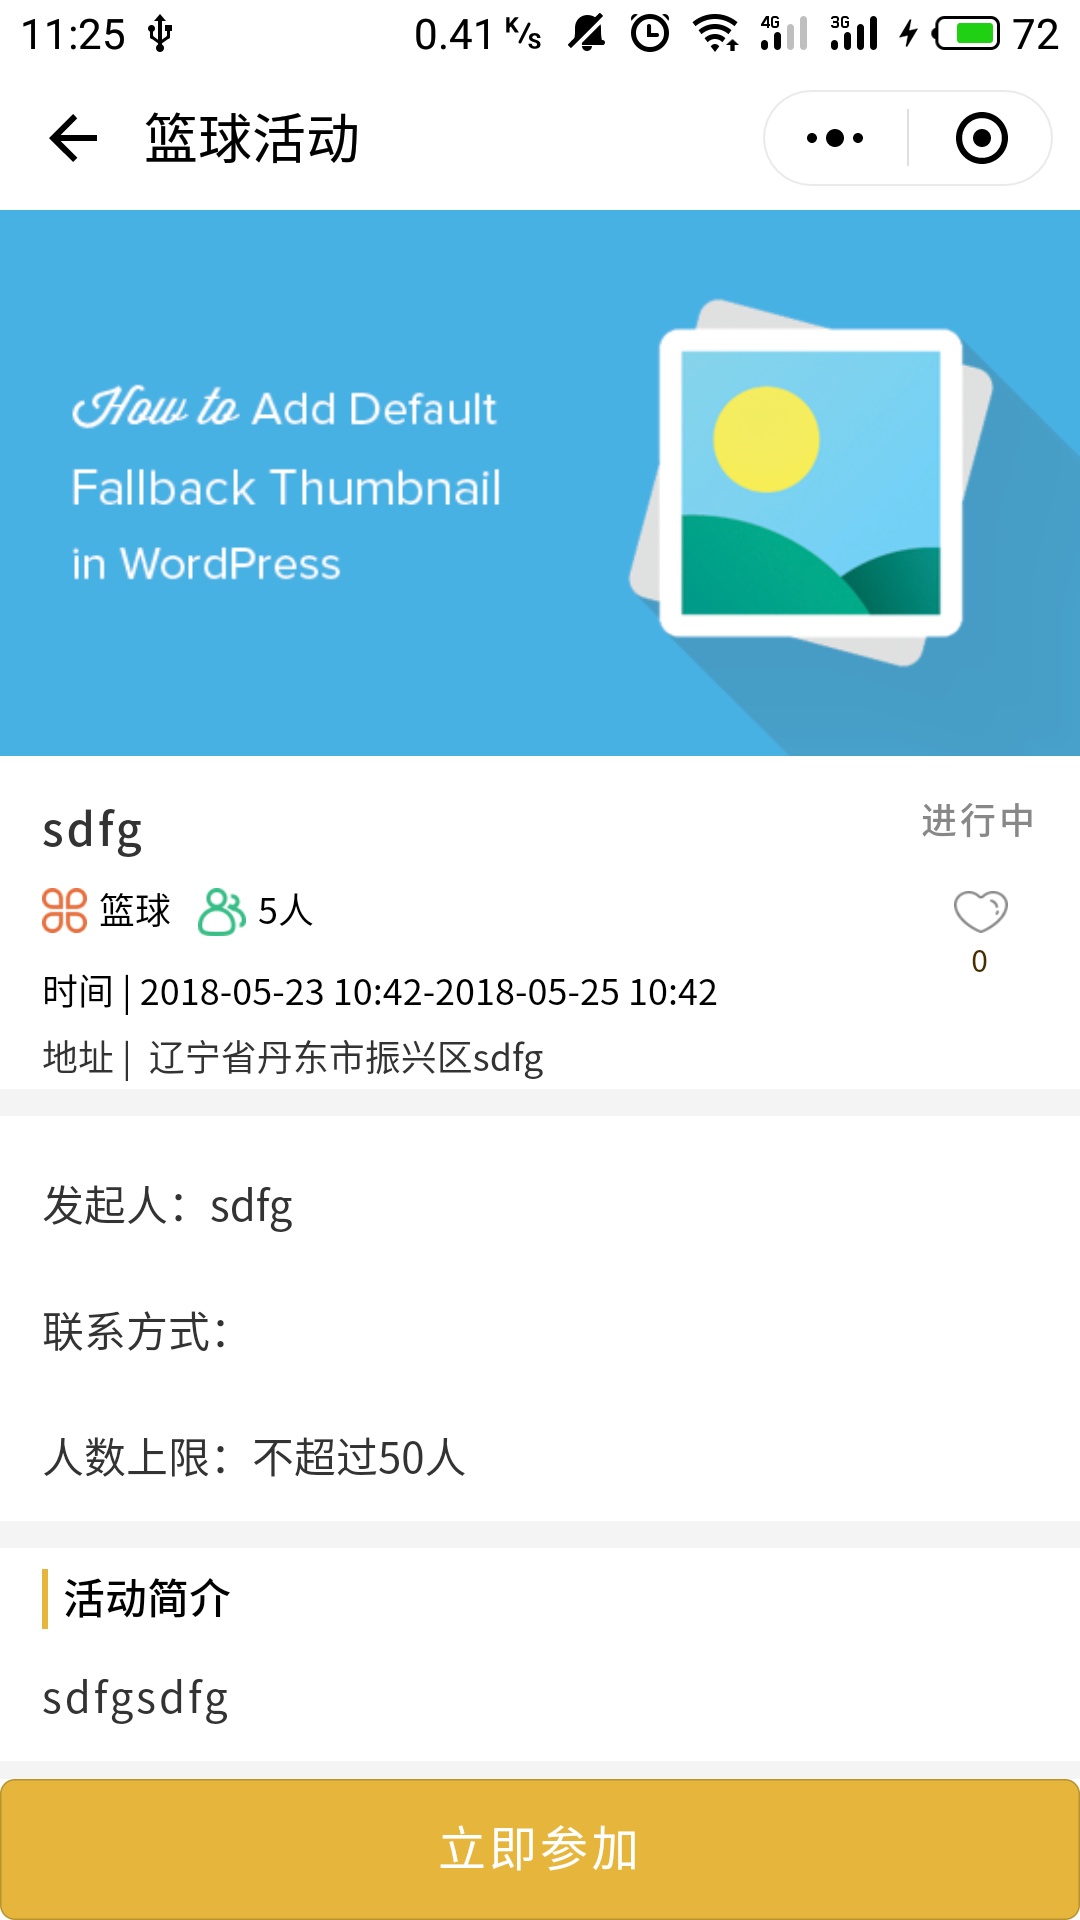 11:25 0.41 K/s 4G 3G 72
篮球活动
How to Add Default
Fallback Thumbnail
in WordPress
sdfg 进行中
篮球 5人
0
时间 | 2018-05-23 10:42-2018-05-25 10:42
地址 | 辽宁省丹东市振兴区sdfg
发起人：sdfg
联系方式：
人数上限：不超过50人
活动简介
sdfgsdfg
立即参加